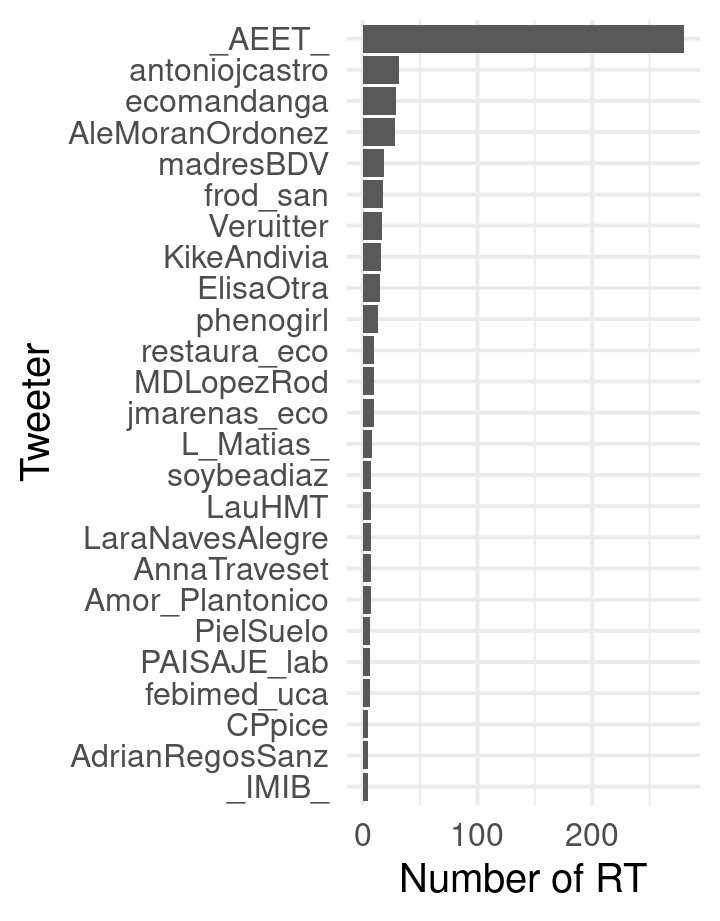 _AEET_
antoniojcastro
ecomandanga
AleMoranOrdonez
madresBDV
frod_san
Veruitter
KikeAndivia
ElisaOtra
phenogirl
restaura_eco
MDLopezRod
jmarenas_eco
L_Matias_
soybeadiaz
LauHMT
LaraNavesAlegre
AnnaTraveset
Amor_Plantonico
PielSuelo
PAISAJE_lab
febimed_uca
CPpice
AdrianRegosSanz
_IMIB_
Tweeter
0 100 200
Number of RT